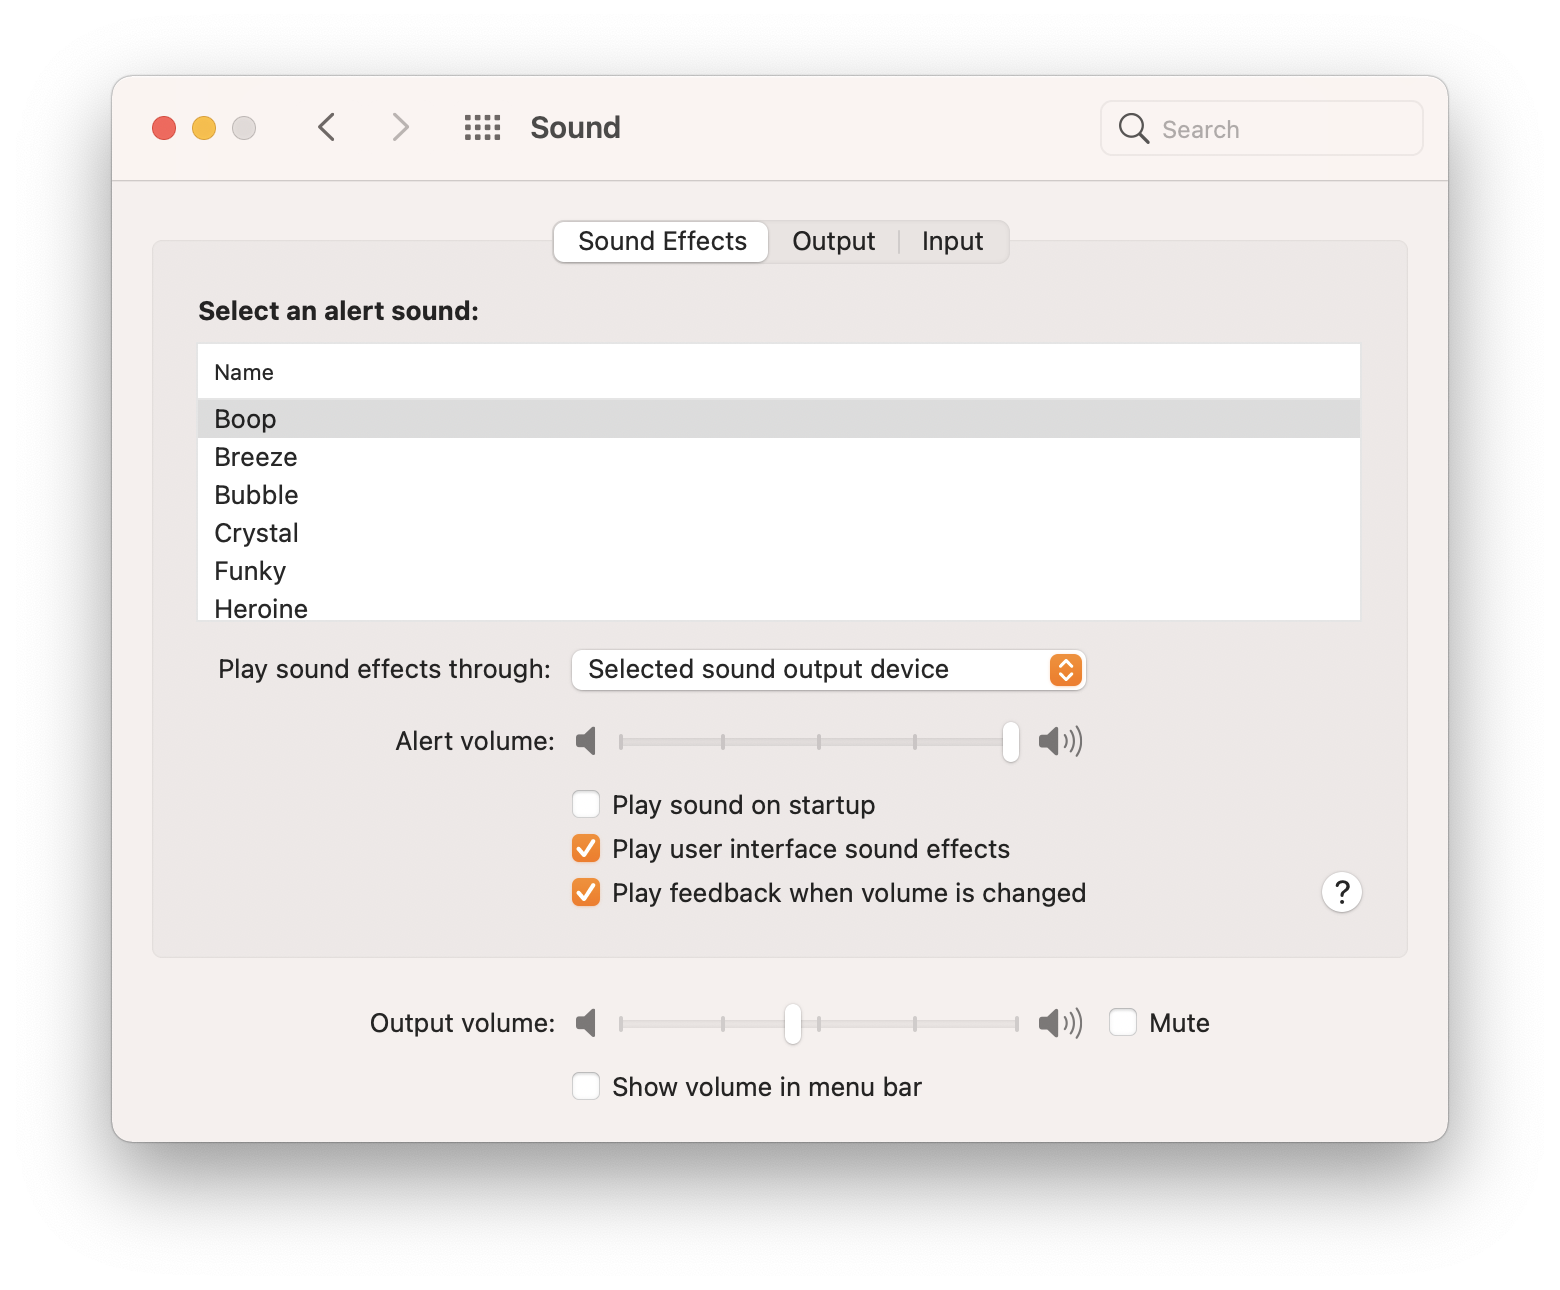 Sound
Search
Sound Effects
Output
Input
Select an alert sound:
Name
Boop
Breeze
Bubble
Crystal
Funky
Heroine
Play sound effects through: Selected sound output device
Alert volume:
Play sound on startup
Play user interface sound effects
Play feedback when volume is changed
?
Output volume:
Mute
Show volume in menu bar